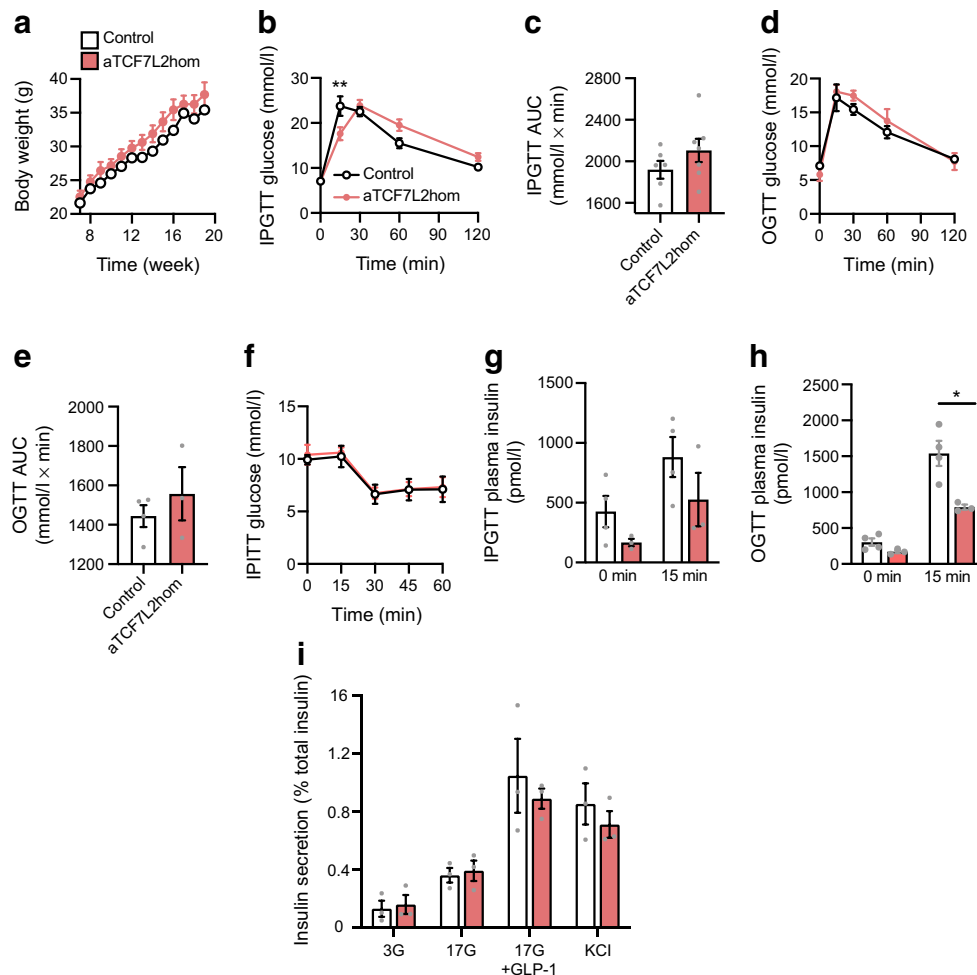 a
Control
aTCF7L2hom
Body weight (g)
40
35
30
25
20
8
12
16
20
Time (week)
b
IPGTT glucose (mmol/l)
30
20
10
0
**
Control
aTCF7L2hom
0
30
60
90
120
Time (min)
c
IPGTT AUC
(mmol/l × min)
2800
2400
2000
1600
Control
aTCF7L2hom
d
OGTT glucose (mmol/l)
20
15
10
5
0
0
30
60
90
120
Time (min)
e
OGTT AUC
(mmol/l × min)
2000
1800
1600
1400
1200
Control
aTCF7L2hom
f
IPITT glucose (mmol/l)
15
10
5
0
0
15
30
45
60
Time (min)
g
IPGTT plasma insulin
(pmol/l)
1500
1000
500
0
0 min
15 min
h
OGTT plasma insulin
(pmol/l)
2500
2000
1500
1000
500
0
*
0 min
15 min
i
Insulin secretion (% total insulin)
16
1.2
0.8
0.4
0
3G
17G
17G
+GLP-1
KCl